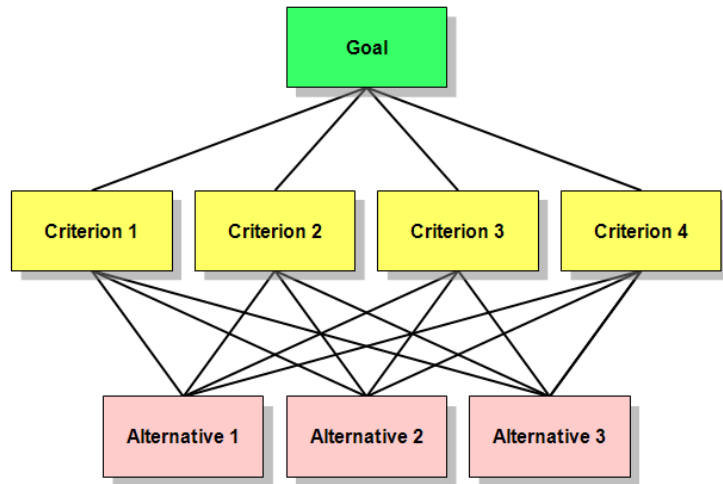 Goal
Criterion 1
Criterion 2
Criterion 3
Criterion 4
Alternative 1
Alternative 2
Alternative 3